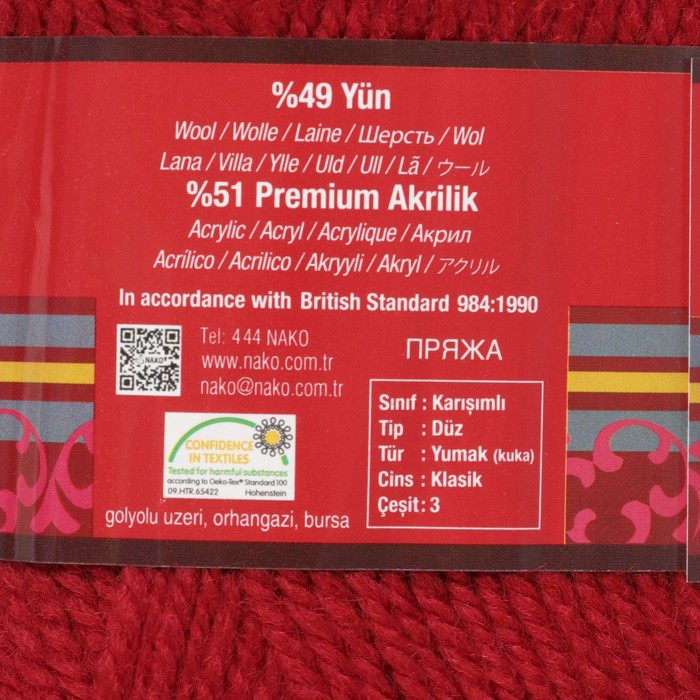 %49 Yün
Wool / Wolle / Laine / Шерсть / Wol
Lana / Villa / Ylle / Uld / Ull / Lã / ウール
%51 Premium Akrilik
Acrylic / Acryl / Acrylique / Акрил
Acrílico / Acrilico / Akryyli / Akryl / アクリル
In accordance with British Standard 984:1990
NAKO
Tel: 4 4 4 NAKO
www.nako.com.tr
nako@nako.com.tr
ПРЯЖА
CONFIDENCE
IN TEXTILES
Tested for harmful substances
according to Oeko-Tex® Standard 100
09.HTR.65422 Hohenstein
golyolu uzeri, orhangazi, bursa
Sınıf : Karışımlı
Tip : Düz
Tür : Yumak (kuka)
Cins : Klasik
Çeşit : 3